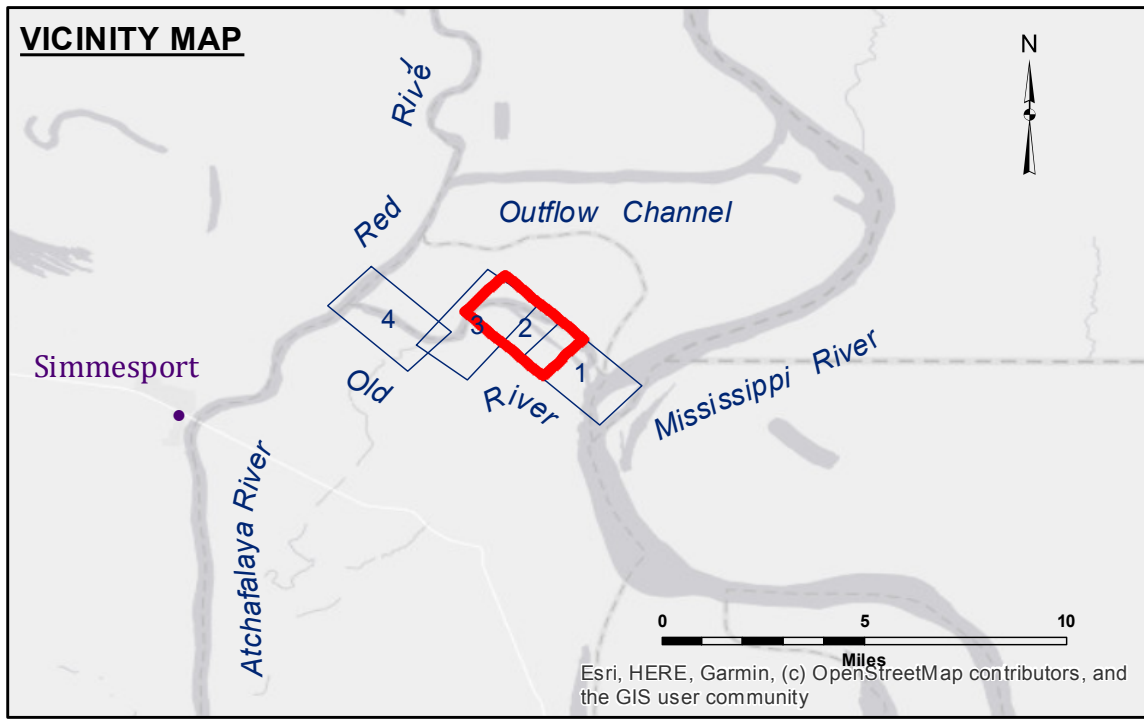 VICINITY MAP
N
Red River
Outflow Channel
4
3
2
1
Simmesport
Old River
Mississippi River
Atchafalaya River
0 5 10
Miles
Esri, HERE, Garmin, (c) OpenStreetMap contributors, and
the GIS user community